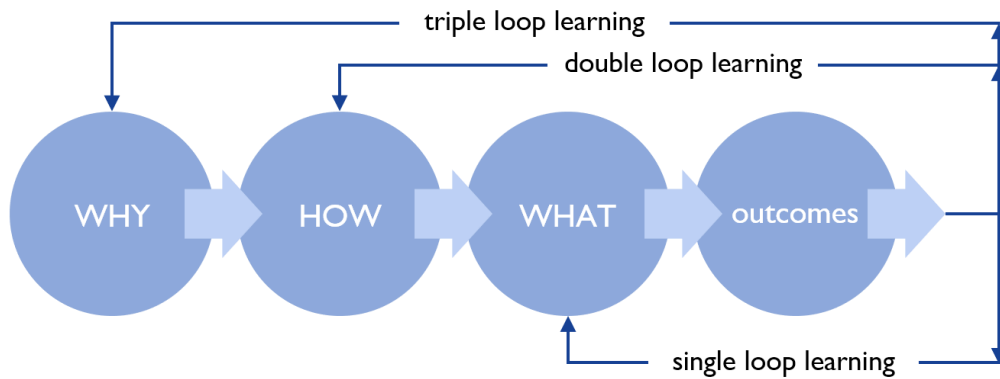 triple loop learning
double loop learning
WHY
HOW
WHAT
outcomes
single loop learning